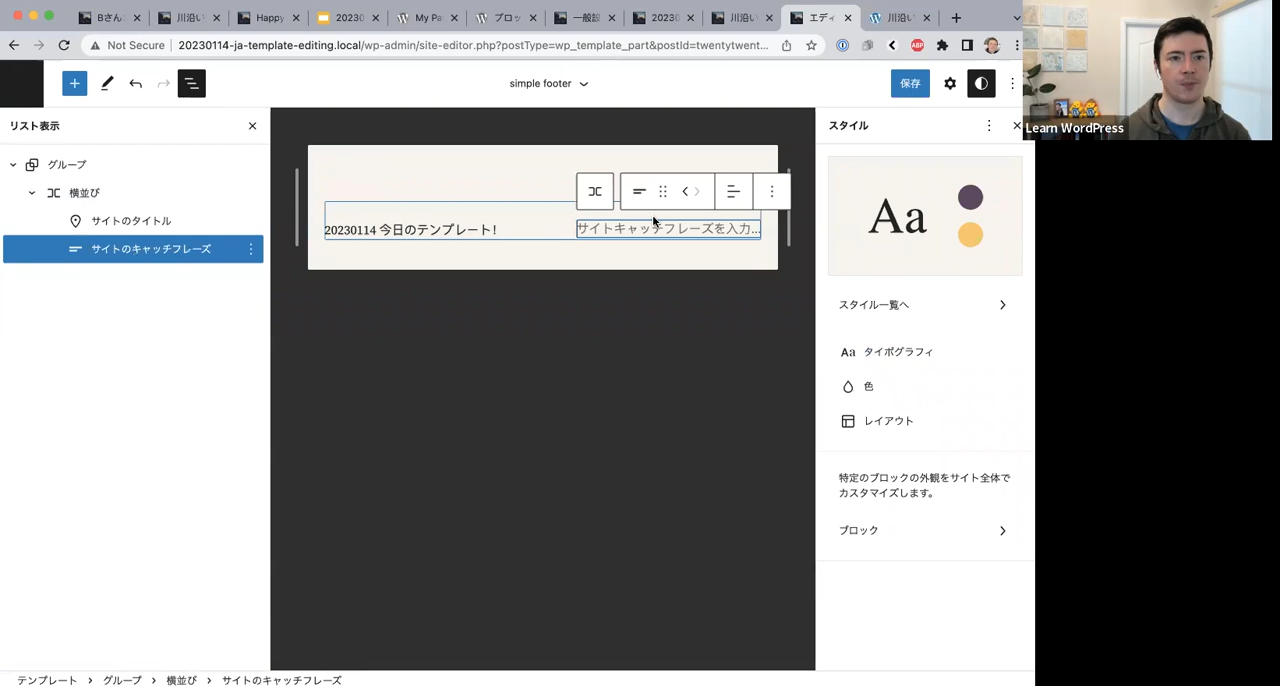 Bさん
川沿い
Happy
20230
My Pa
ブロッ
一般設
20230
川沿い
エディ
川沿い
Not Secure
20230114-ja-template-editing.local/wp-admin/site-editor.php?postType=wp_template_part&postId=twentytwent...
ABP
simple footer
保存
Learn WordPress
リスト表示
グループ
横並び
サイトのタイトル
サイトのキャッチフレーズ
20230114 今日のテンプレート!
サイトキャッチフレーズを入力...
スタイル
Aa
スタイル一覧へ
Aa タイポグラフィ
色
レイアウト
特定のブロックの外観をサイト全体で
カスタマイズします。
ブロック
テンプレート > グループ > 横並び > サイトのキャッチフレーズ